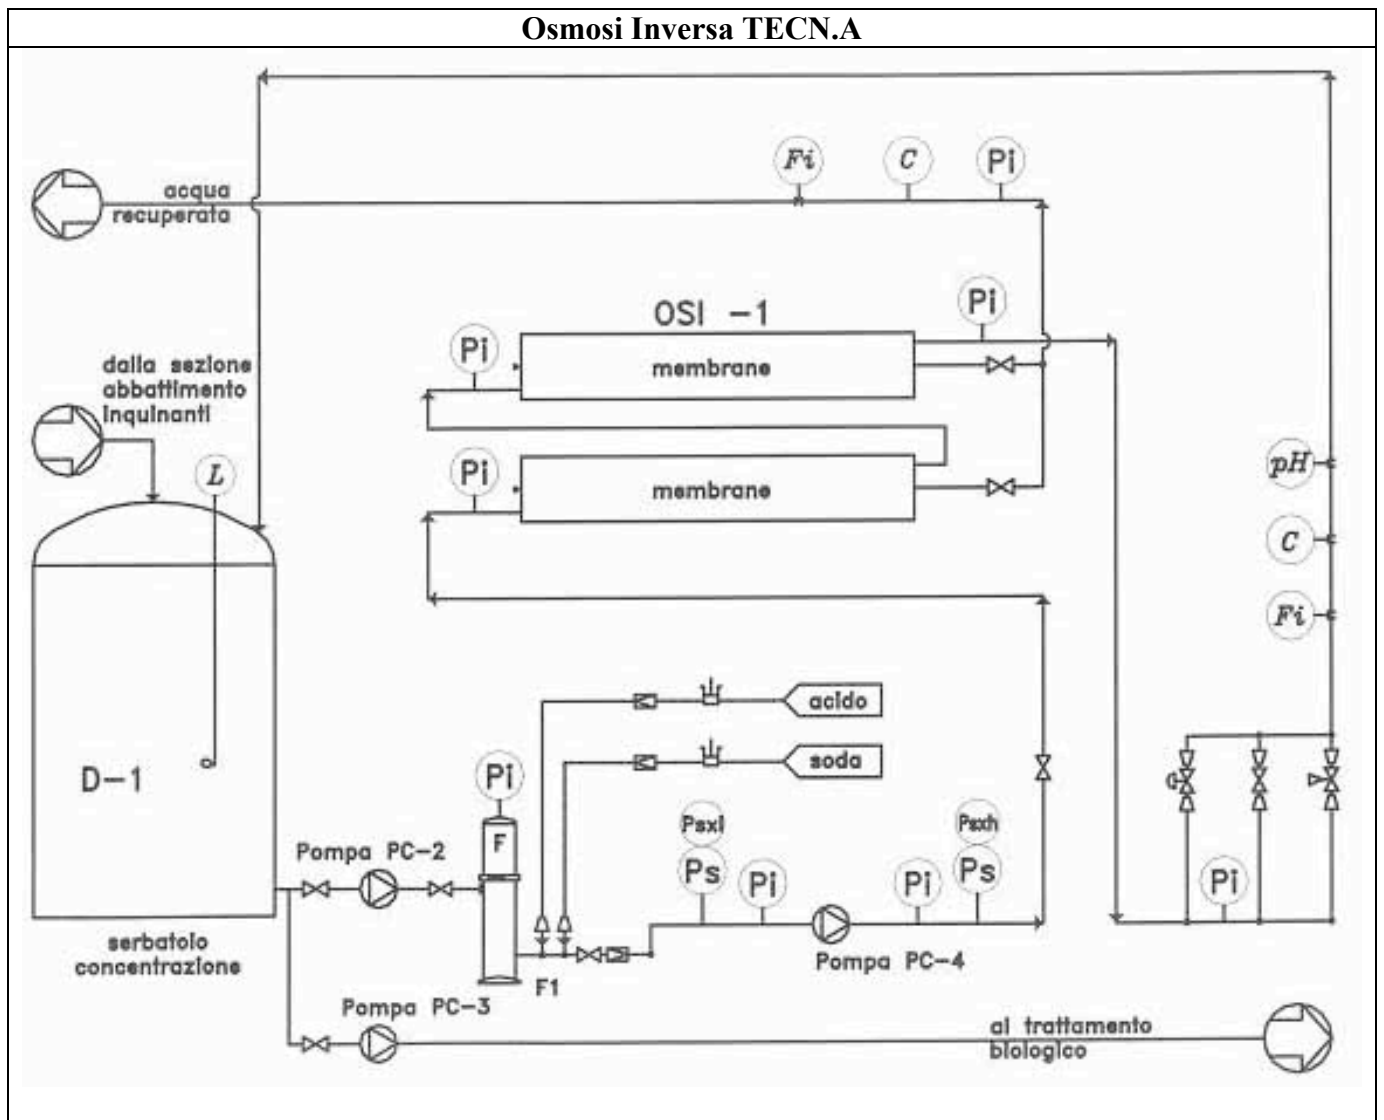 Osmosi Inversa TECN.A
Fi
C
Pi
acqua
recuperata
OSI -1
Pi
Pi
membrane
dalla sezione
abbattimento
inquinanti
L
Pi
membrane
pH
C
Fi
acido
soda
D-1
Pi
F
Pompa PC-2
Psxl
Ps
Pi
Pi
Psxh
Ps
Pi
serbatoio
concentrazione
F1
Pompa PC-4
Pompa PC-3
al trattamento
biologico